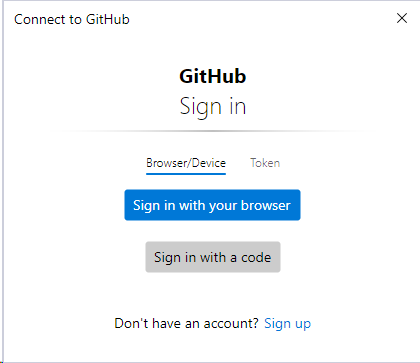 Connect to GitHub
GitHub
Sign in
Browser/Device Token
Sign in with your browser
Sign in with a code
Don't have an account? Sign up